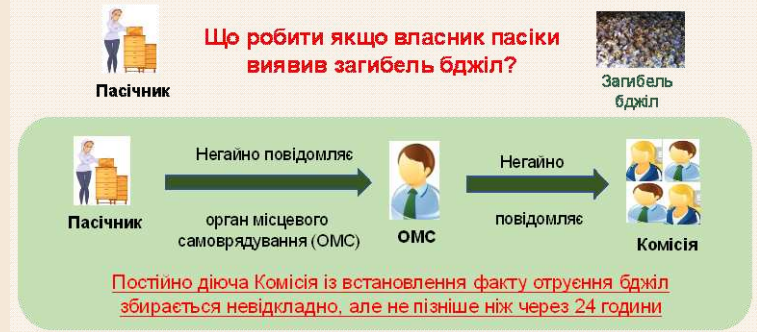 Що робити якщо власник пасіки
виявив загибель бджіл?
Пасічник
Загибель
бджіл
Негайно повідомляє
орган місцевого
самоврядування (ОМС)
Пасічник
ОМС
Негайно
повідомляє
Комісія
Постійно діюча Комісія із встановлення факту отруєння бджіл
збирається невідкладно, але не пізніше ніж через 24 години